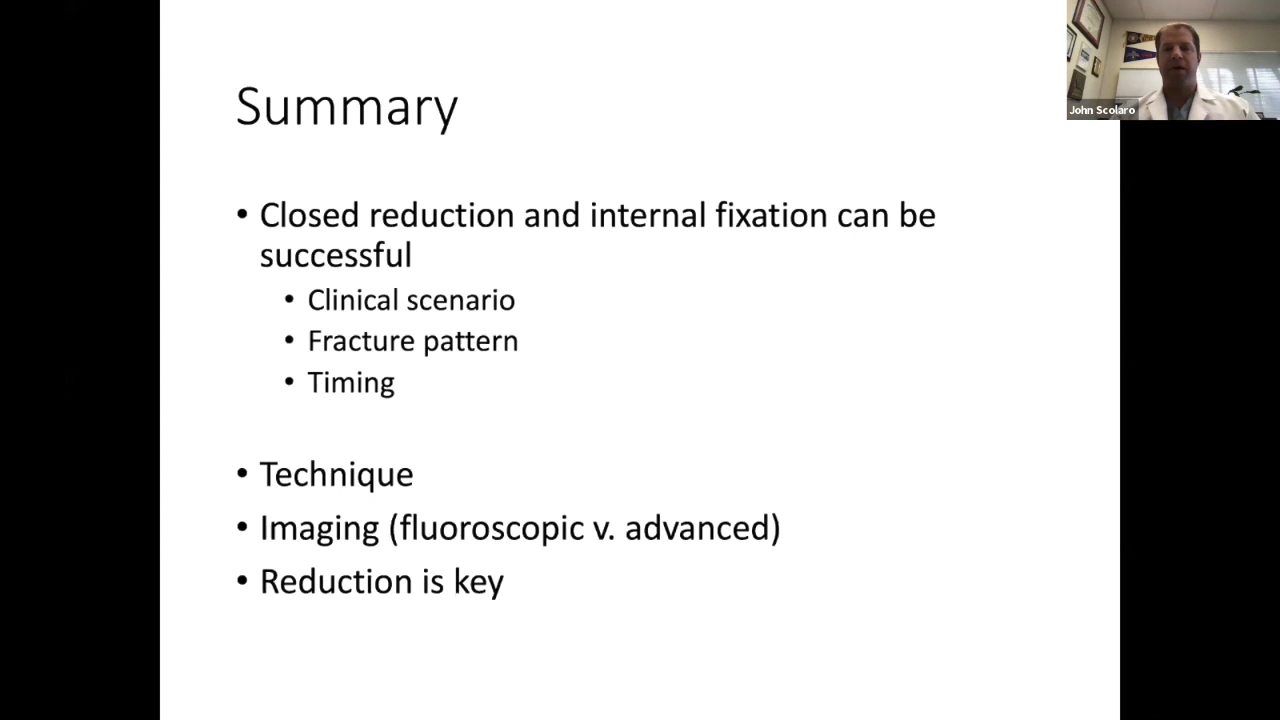 Summary
• Closed reduction and internal fixation can be
successful
• Clinical scenario
• Fracture pattern
• Timing
• Technique
• Imaging (fluoroscopic v. advanced)
• Reduction is key
John Scolaro